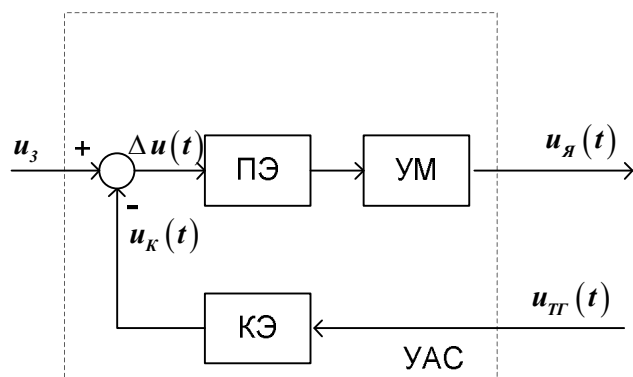 u_З
+
Δu(t)
ПЭ
УМ
u_Я(t)
-
u_К(t)
КЭ
u_ТГ(t)
УАС